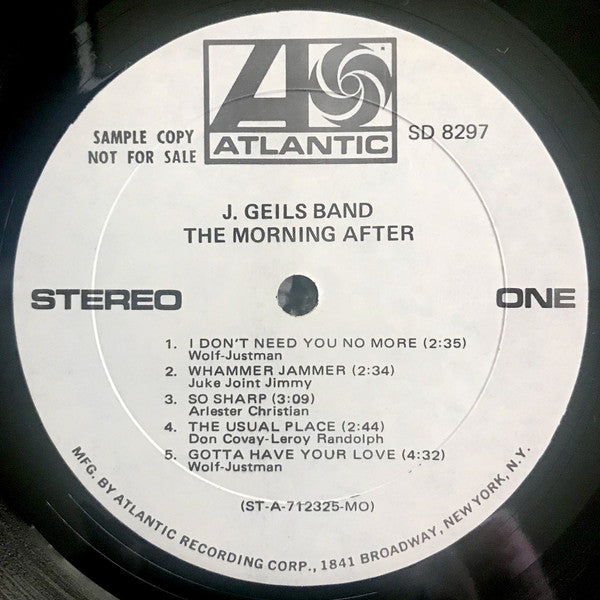 SAMPLE COPY
NOT FOR SALE
ATLANTIC
SD 8297
J. GEILS BAND
THE MORNING AFTER
STEREO
ONE
1. I DON'T NEED YOU NO MORE (2:35)
Wolf-Justman
2. WHAMMER JAMMER (2:34)
Juke Joint Jimmy
3. SO SHARP (3:09)
Arlester Christian
4. THE USUAL PLACE (2:44)
Don Covay-Leroy Randolph
5. GOTTA HAVE YOUR LOVE (4:32)
Wolf-Justman
(ST-A-712325-MO)
MFG. BY ATLANTIC RECORDING CORP., 1841 BROADWAY, NEW YORK, N.Y.